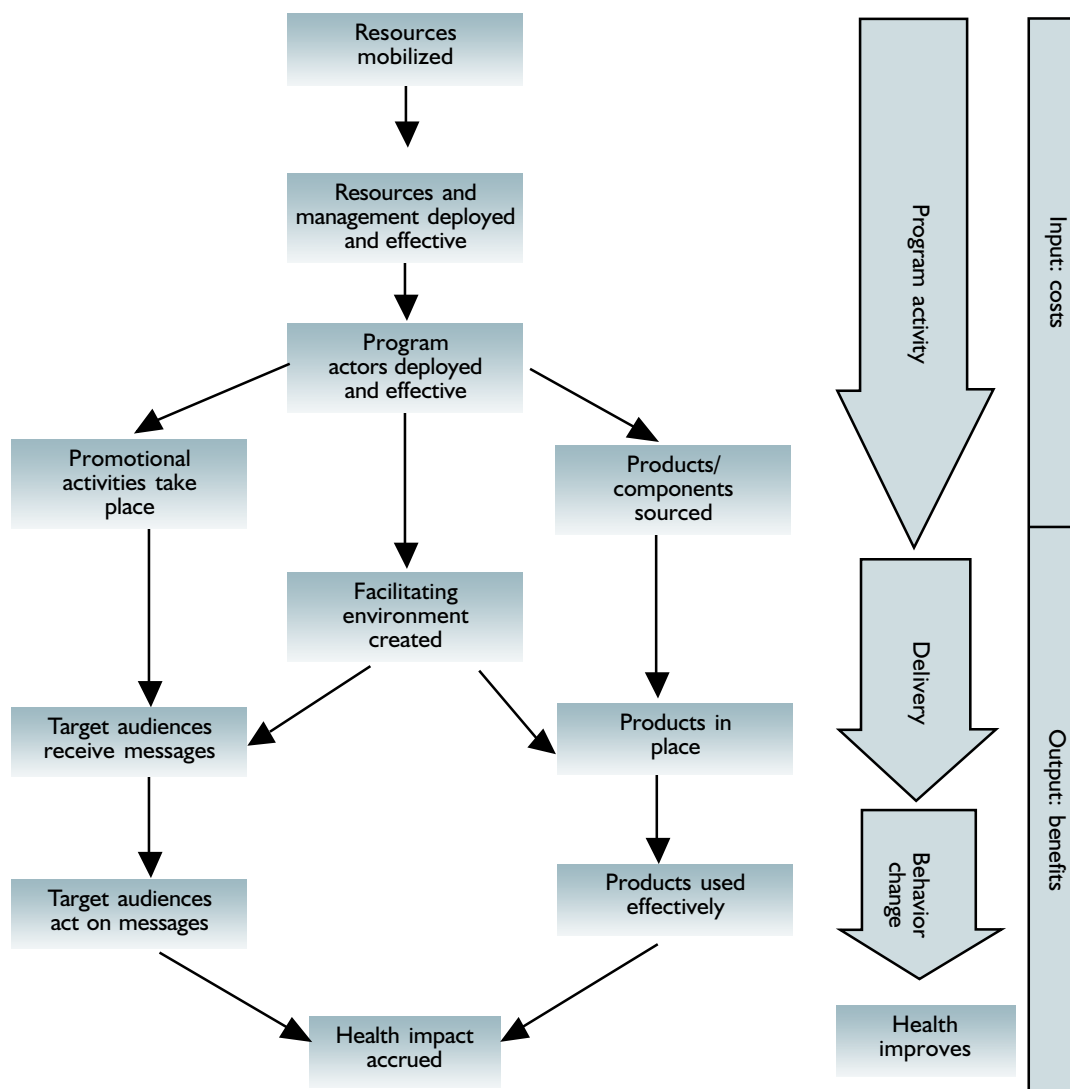 Resources
mobilized
Resources and
management deployed
and effective
Program
actors deployed
and effective
Promotional
activities take
place
Products/
components
sourced
Facilitating
environment
created
Target audiences
receive messages
Products in
place
Target audiences
act on messages
Products used
effectively
Health impact
accrued
Program activity
Delivery
Behavior
change
Health
improves
Input: costs
Output: benefits